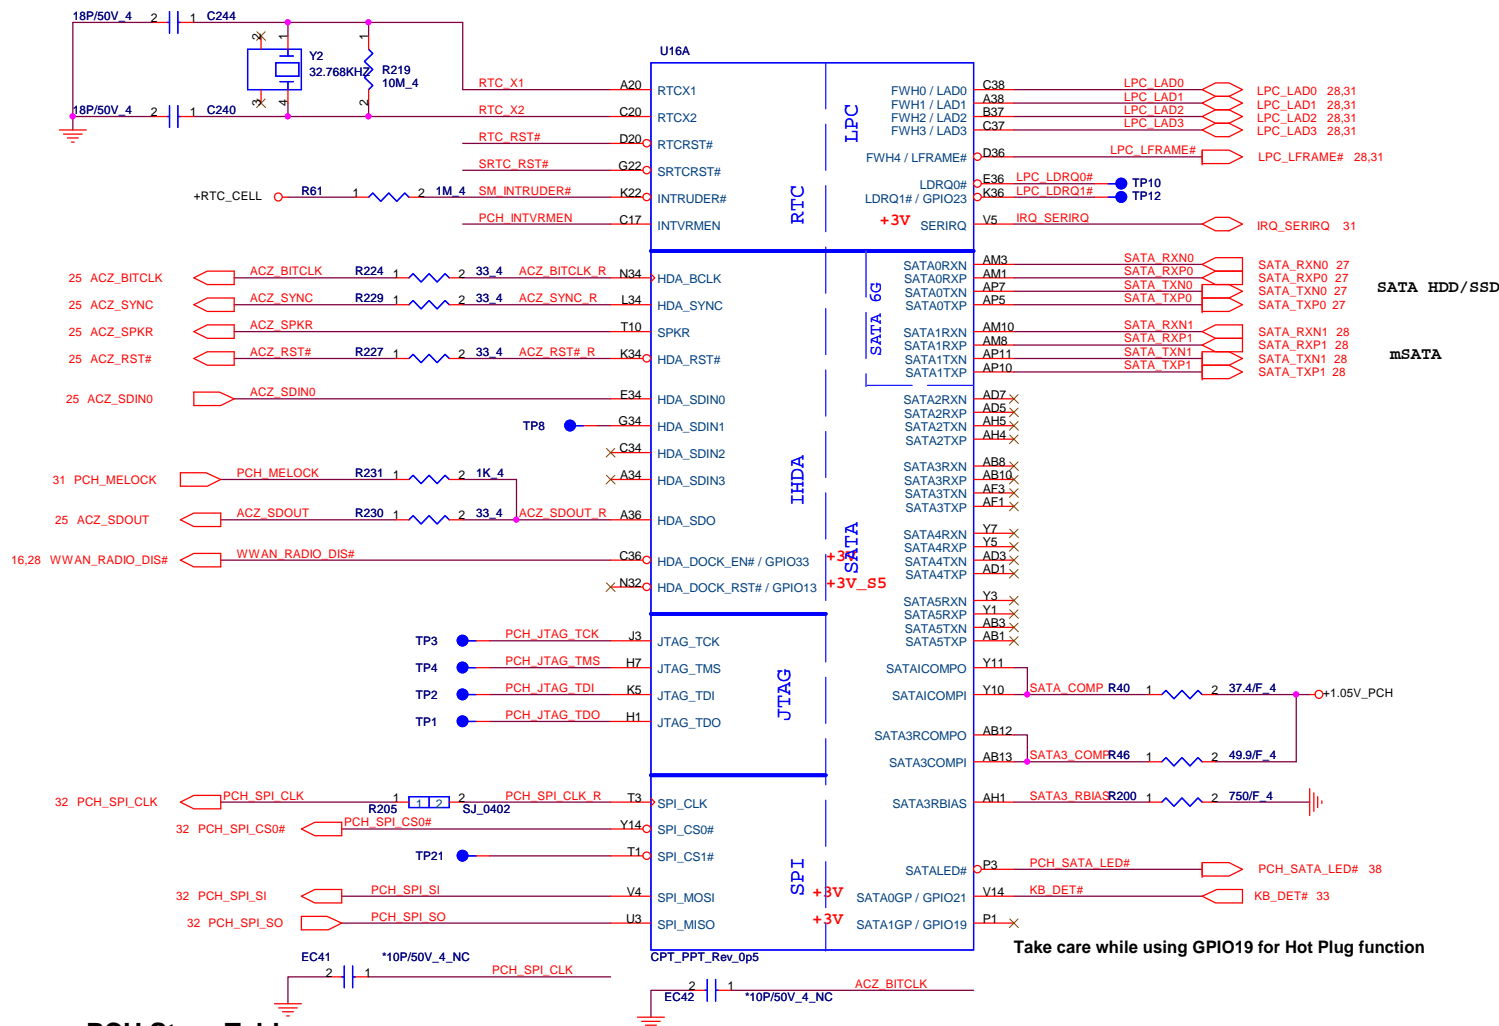 18P/50V_4 2 1 C244
2 1 Y2 32.768KHZ 3 4
1 R219 10M_4 2
18P/50V_4 2 1 C240
U16A
RTC_X1 A20 RTCX1
RTC_X2 C20 RTCX2
RTC_RST# D20 RTCRST#
SRTC_RST# G22 SRTCRST#
+RTC_CELL R61 1 2 1M_4 SM_INTRUDER# K22 INTRUDER#
PCH_INTVRMEN C17 INTVRMEN
RTC
LPC
FWH0 / LAD0 C38 LPC_LAD0 LPC_LAD0 28,31
FWH1 / LAD1 A38 LPC_LAD1 LPC_LAD1 28,31
FWH2 / LAD2 B37 LPC_LAD2 LPC_LAD2 28,31
FWH3 / LAD3 C37 LPC_LAD3 LPC_LAD3 28,31
FWH4 / LFRAME# D36 LPC_LFRAME# LPC_LFRAME# 28,31
LDRQ0# E36 LPC_LDRQ0# TP10
LDRQ1# / GPIO23 K36 LPC_LDRQ1# TP12
+3V SERIRQ V5 IRQ_SERIRQ IRQ_SERIRQ 31
25 ACZ_BITCLK ACZ_BITCLK R224 1 2 33_4 ACZ_BITCLK_R N34 HDA_BCLK
25 ACZ_SYNC ACZ_SYNC R229 1 2 33_4 ACZ_SYNC_R L34 HDA_SYNC
25 ACZ_SPKR ACZ_SPKR T10 SPKR
25 ACZ_RST# ACZ_RST# R227 1 2 33_4 ACZ_RST#_R K34 HDA_RST#
25 ACZ_SDIN0 ACZ_SDIN0 E34 HDA_SDIN0
TP8 G34 HDA_SDIN1
C34 HDA_SDIN2
A34 HDA_SDIN3
31 PCH_MELOCK PCH_MELOCK R231 1 2 1K_4
25 ACZ_SDOUT ACZ_SDOUT R230 1 2 33_4 ACZ_SDOUT_R A36 HDA_SDO
16,28 WWAN_RADIO_DIS# WWAN_RADIO_DIS# C36 HDA_DOCK_EN# / GPIO33 +3V
N32 HDA_DOCK_RST# / GPIO13 +3V_S5
IHDA
SATA
SATA 6G
SATA0RXN AM3 SATA_RXN0 SATA_RXN0 27
SATA0RXP AM1 SATA_RXP0 SATA_RXP0 27
SATA0TXN AP7 SATA_TXN0 SATA_TXN0 27
SATA0TXP AP5 SATA_TXP0 SATA_TXP0 27
SATA HDD/SSD
SATA1RXN AM10 SATA_RXN1 SATA_RXN1 28
SATA1RXP AM8 SATA_RXP1 SATA_RXP1 28
SATA1TXN AP11 SATA_TXN1 SATA_TXN1 28
SATA1TXP AP10 SATA_TXP1 SATA_TXP1 28
mSATA
SATA2RXN AD7
SATA2RXP AD5
SATA2TXN AH5
SATA2TXP AH4
SATA3RXN AB8
SATA3RXP AB10
SATA3TXN AF3
SATA3TXP AF1
SATA4RXN Y7
SATA4RXP Y5
SATA4TXN AD3
SATA4TXP AD1
SATA5RXN Y3
SATA5RXP Y1
SATA5TXN AB3
SATA5TXP AB1
SATAICOMPO Y11
SATAICOMPI Y10 SATA_COMP R40 1 2 37.4/F_4 +1.05V_PCH
SATA3RCOMPO AB12
SATA3COMPI AB13 SATA3_COMP R46 1 2 49.9/F_4
SATA3RBIAS AH1 SATA3_RBIAS R200 1 2 750/F_4
SATALED# P3 PCH_SATA_LED# PCH_SATA_LED# 38
+3V SATA0GP / GPIO21 V14 KB_DET# KB_DET# 33
+3V SATA1GP / GPIO19 P1
Take care while using GPIO19 for Hot Plug function
TP3 PCH_JTAG_TCK J3 JTAG_TCK
TP4 PCH_JTAG_TMS H7 JTAG_TMS
TP2 PCH_JTAG_TDI K5 JTAG_TDI
TP1 PCH_JTAG_TDO H1 JTAG_TDO
JTAG
32 PCH_SPI_CLK PCH_SPI_CLK R205 1 1 2 2 SJ_0402 PCH_SPI_CLK_R T3 SPI_CLK
32 PCH_SPI_CS0# PCH_SPI_CS0# Y14 SPI_CS0#
TP21 T1 SPI_CS1#
32 PCH_SPI_SI PCH_SPI_SI V4 SPI_MOSI
32 PCH_SPI_SO PCH_SPI_SO U3 SPI_MISO
SPI
CPT_PPT_Rev_0p5
EC41 2 1 *10P/50V_4_NC PCH_SPI_CLK
EC42 2 1 *10P/50V_4_NC ACZ_BITCLK